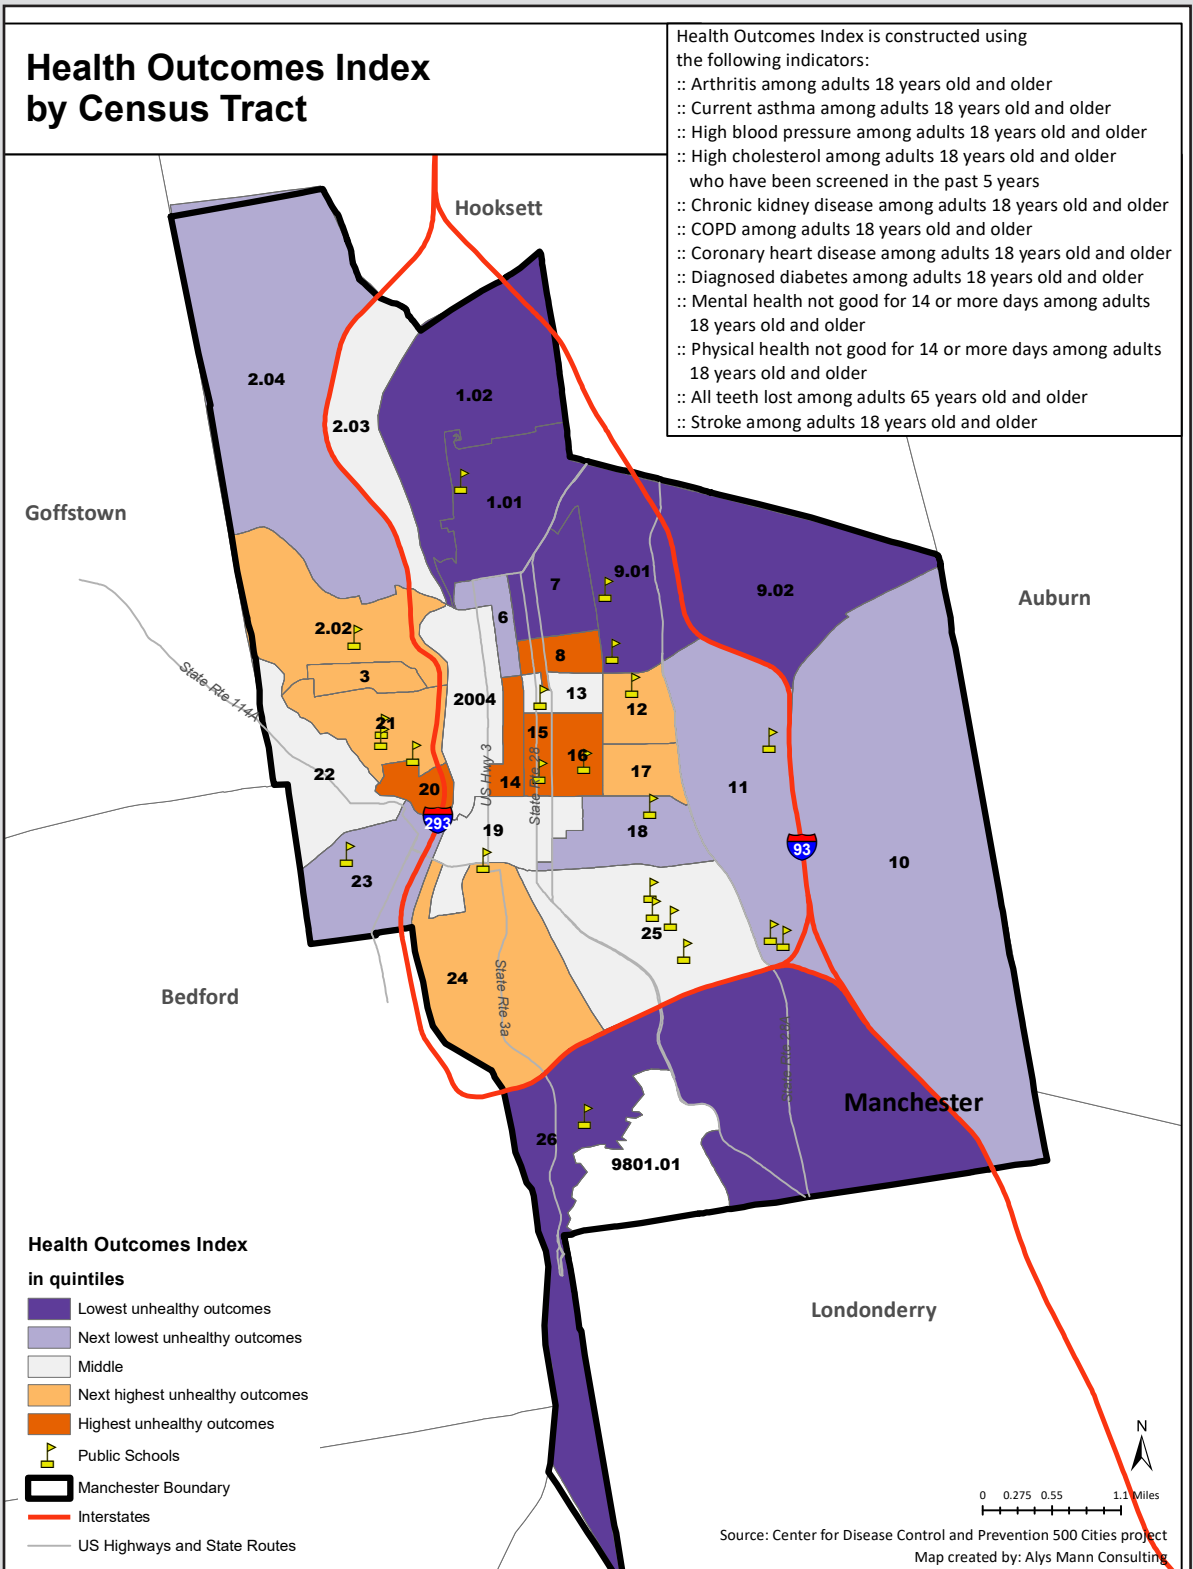 Health Outcomes Index
by Census Tract
Health Outcomes Index is constructed using
the following indicators:
:: Arthritis among adults 18 years old and older
:: Current asthma among adults 18 years old and older
:: High blood pressure among adults 18 years old and older
:: High cholesterol among adults 18 years old and older
who have been screened in the past 5 years
:: Chronic kidney disease among adults 18 years old and older
:: COPD among adults 18 years old and older
:: Coronary heart disease among adults 18 years old and older
:: Diagnosed diabetes among adults 18 years old and older
:: Mental health not good for 14 or more days among adults
18 years old and older
:: Physical health not good for 14 or more days among adults
18 years old and older
:: All teeth lost among adults 65 years old and older
:: Stroke among adults 18 years old and older
Hooksett
2.04
1.02
2.03
1.01
Goffstown
9.01
7
9.02
Auburn
6
2.02
8
3
13
State Rte 114A
2004
12
21
15
16
17
22
US Hwy 3
State Rte 28
14
20
11
293
19
18
93
10
23
25
24
Bedford
State Rte 3a
Manchester
26
9801.01
Londonderry
Health Outcomes Index
in quintiles
Lowest unhealthy outcomes
Next lowest unhealthy outcomes
Middle
Next highest unhealthy outcomes
Highest unhealthy outcomes
Public Schools
Manchester Boundary
Interstates
US Highways and State Routes
N
0 0.275 0.55 1.1 Miles
Source: Center for Disease Control and Prevention 500 Cities project
Map created by: Alys Mann Consulting